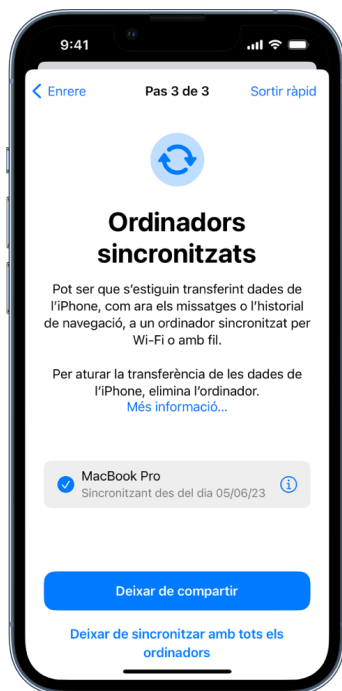 9:41
Enrere
Pas 3 de 3
Sortir ràpid
Ordinadors
sincronitzats
Pot ser que s’estiguin transferint dades de
l’iPhone, com ara els missatges o l’historial
de navegació, a un ordinador sincronitzat per
Wi-Fi o amb fil.
Per aturar la transferència de les dades de
l’iPhone, elimina l’ordinador.
Més informació...
MacBook Pro
Sincronitzant des del dia 05/06/23
Deixar de compartir
Deixar de sincronitzar amb tots els
ordinadors